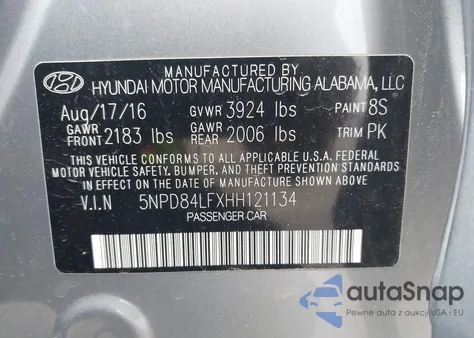 MANUFACTURED BY
HYUNDAI MOTOR MANUFACTURING ALABAMA, LLC
Aug/17/16 GVWR 3924 lbs PAINT 8S
GAWR FRONT 2183 lbs GAWR REAR 2006 lbs TRIM PK
THIS VEHICLE CONFORMS TO ALL APPLICABLE U.S.A. FEDERAL
MOTOR VEHICLE SAFETY, BUMPER, AND THEFT PREVENTION STANDARDS
IN EFFECT ON THE DATE OF MANUFACTURE SHOWN ABOVE.
V.I.N 5NPD84LFXHH121134
PASSENGER CAR
autoSnap
Pewne auta z aukcji USA - EU